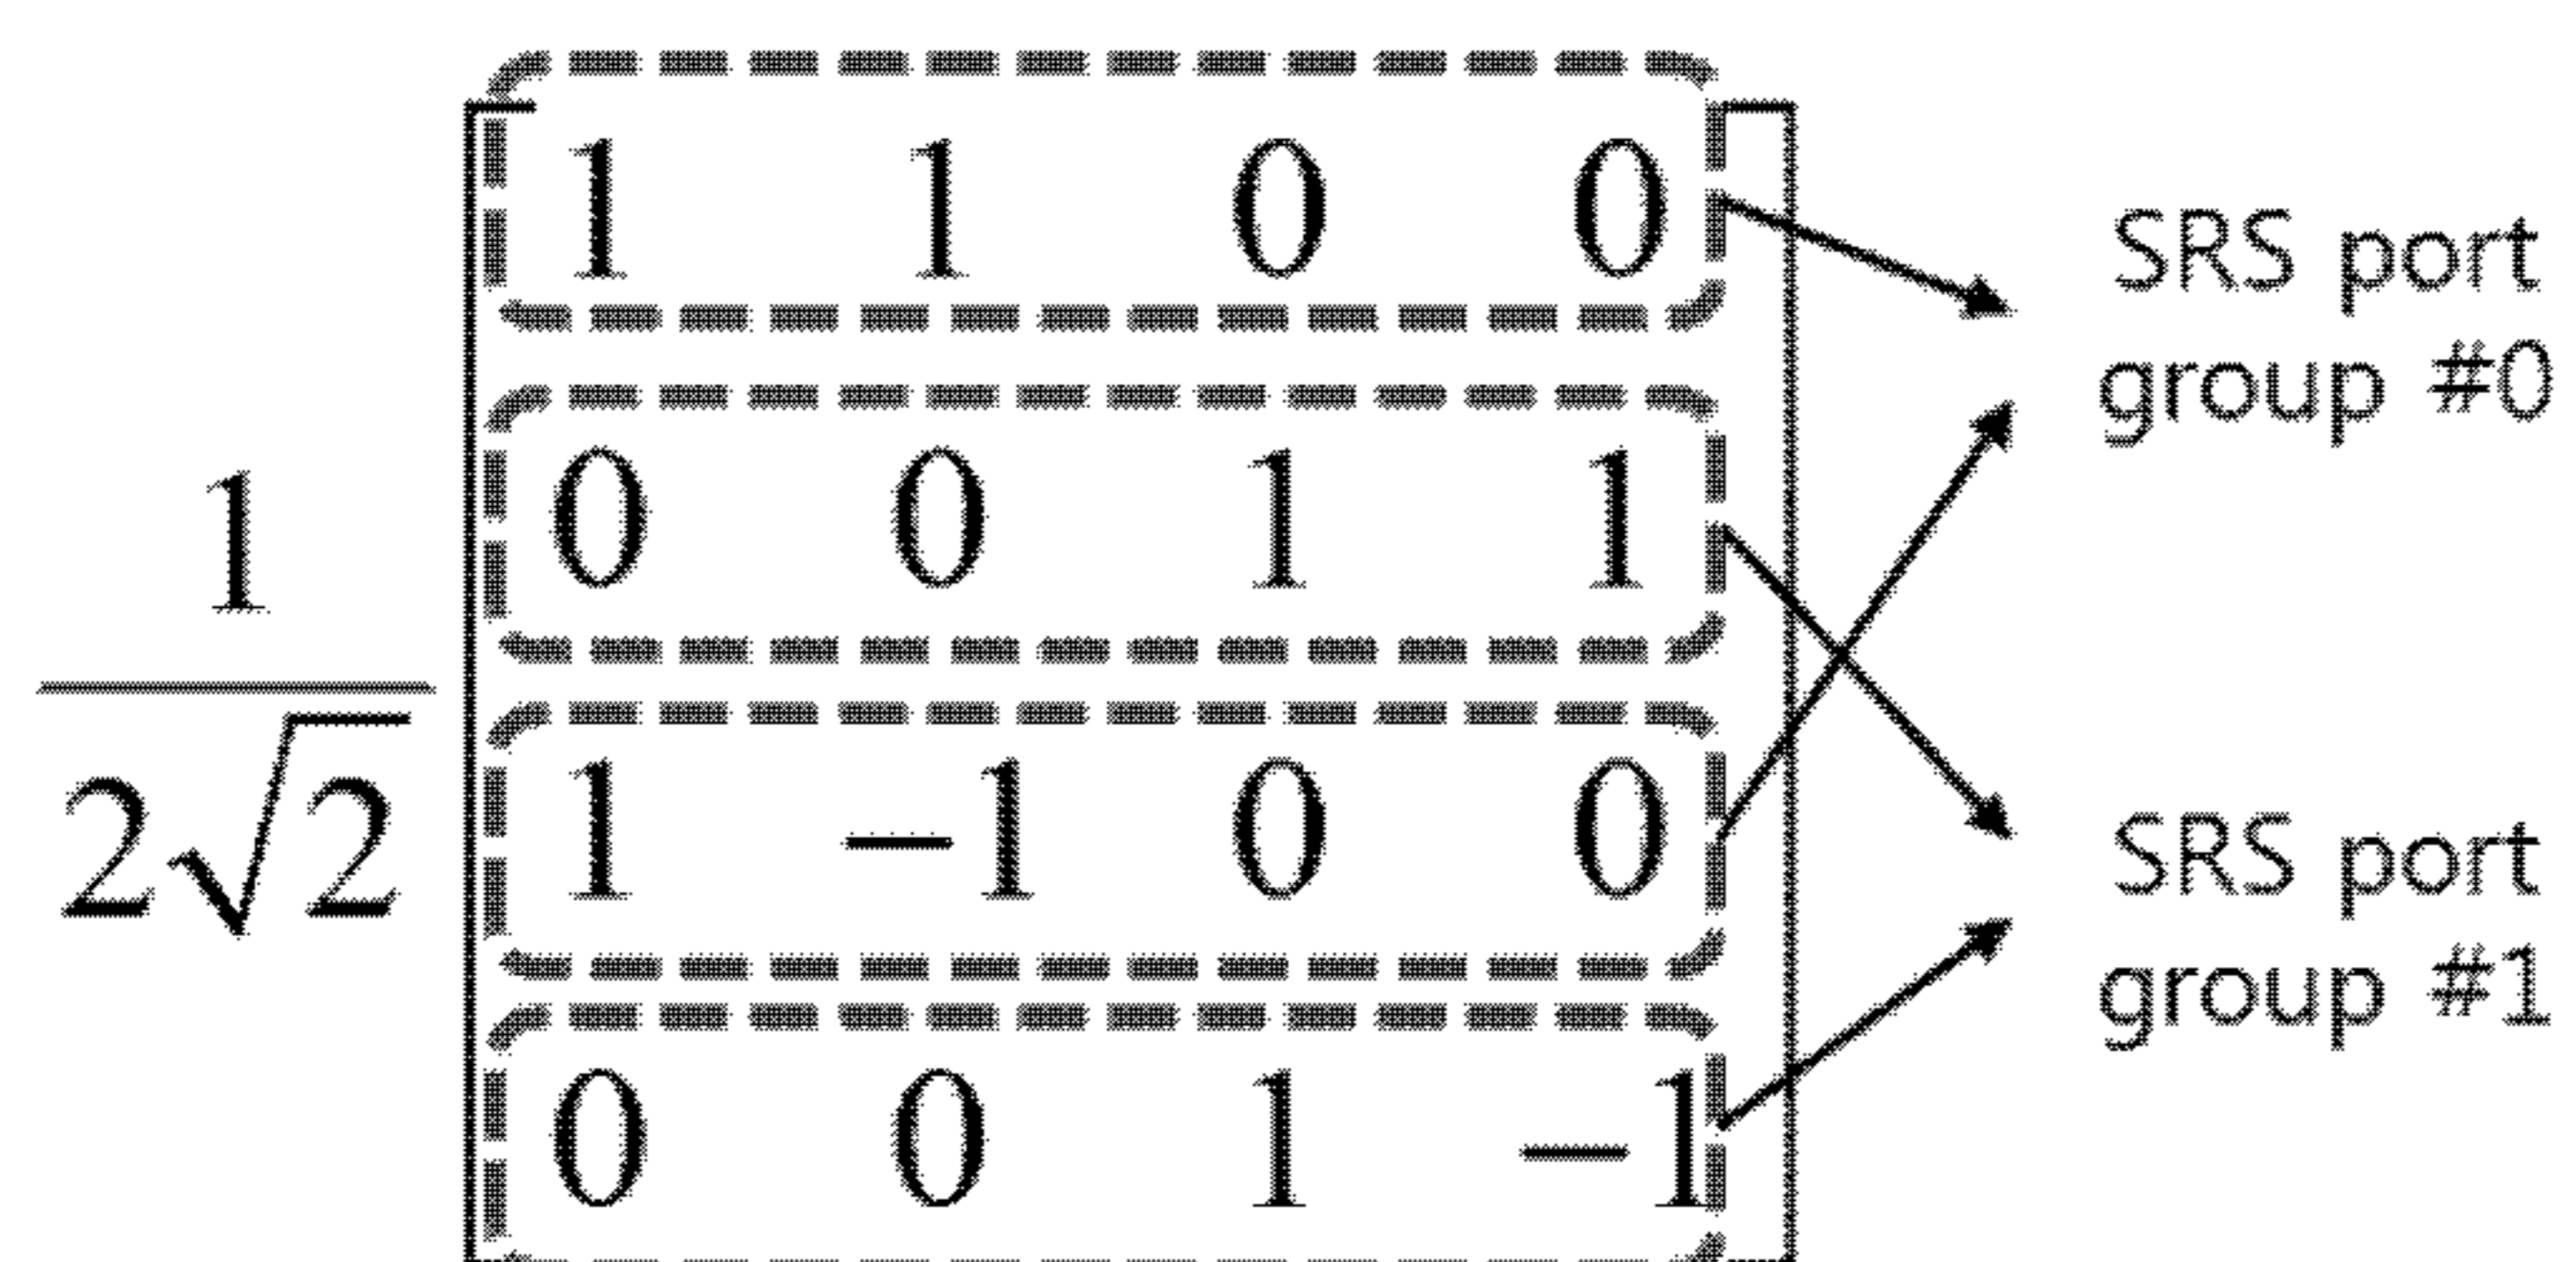 1
2√2
1 1 0 0
0 0 1 1
1 −1 0 0
0 0 1 −1
SRS port
group #0
SRS port
group #1